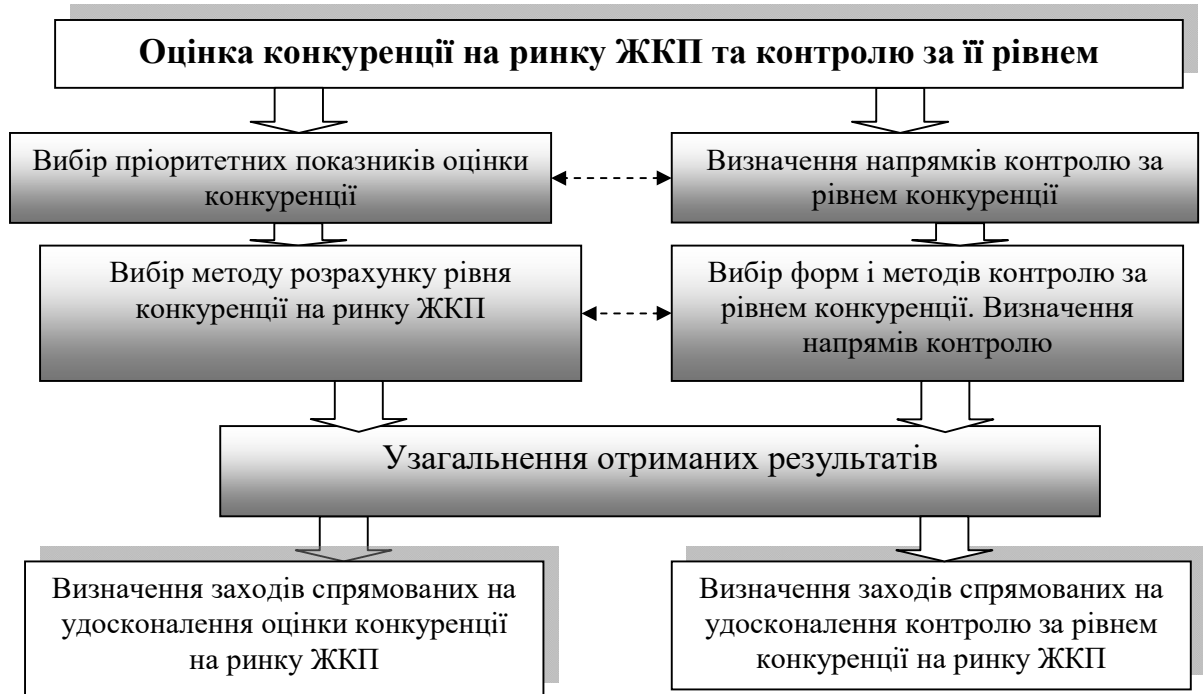 Оцінка конкуренції на ринку ЖКП та контролю за її рівнем
Вибір пріоритетних показників оцінки
конкуренції
Визначення напрямків контролю за
рівнем конкуренції
Вибір методу розрахунку рівня
конкуренції на ринку ЖКП
Вибір форм і методів контролю за
рівнем конкуренції. Визначення
напрямів контролю
Узагальнення отриманих результатів
Визначення заходів спрямованих на
удосконалення оцінки конкуренції
на ринку ЖКП
Визначення заходів спрямованих на
удосконалення контролю за рівнем
конкуренції на ринку ЖКП